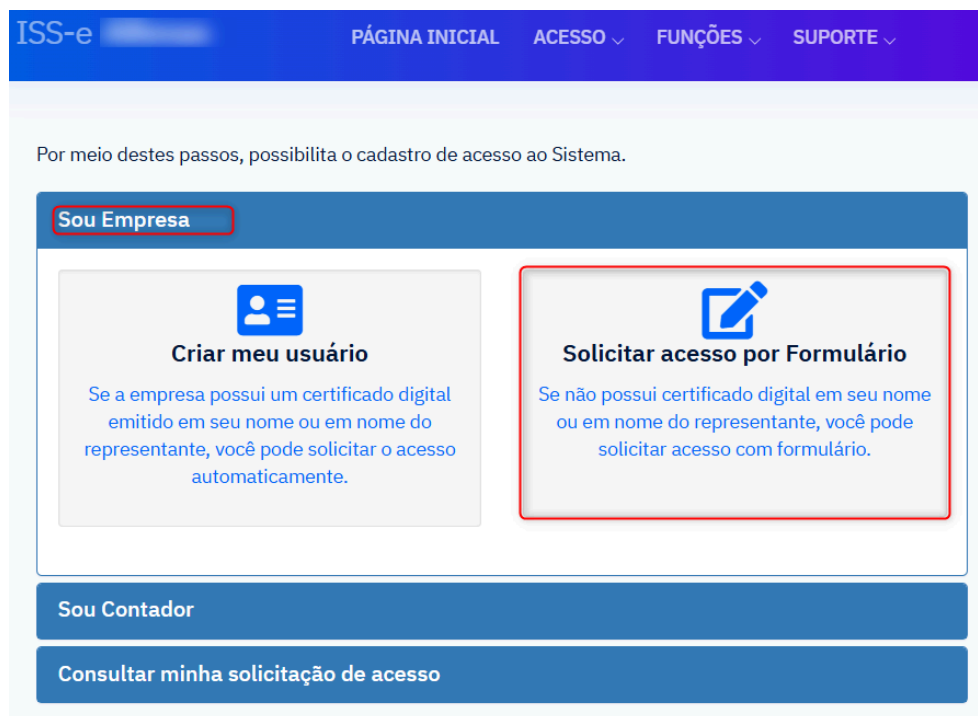 ISS-e
PÁGINA INICIAL ACESSO FUNÇÕES SUPORTE
Por meio destes passos, possibilita o cadastro de acesso ao Sistema.
Sou Empresa
Criar meu usuário
Se a empresa possui um certificado digital
emitido em seu nome ou em nome do
representante, você pode solicitar o acesso
automaticamente.
Solicitar acesso por Formulário
Se não possui certificado digital em seu nome
ou em nome do representante, você pode
solicitar acesso com formulário.
Sou Contador
Consultar minha solicitação de acesso